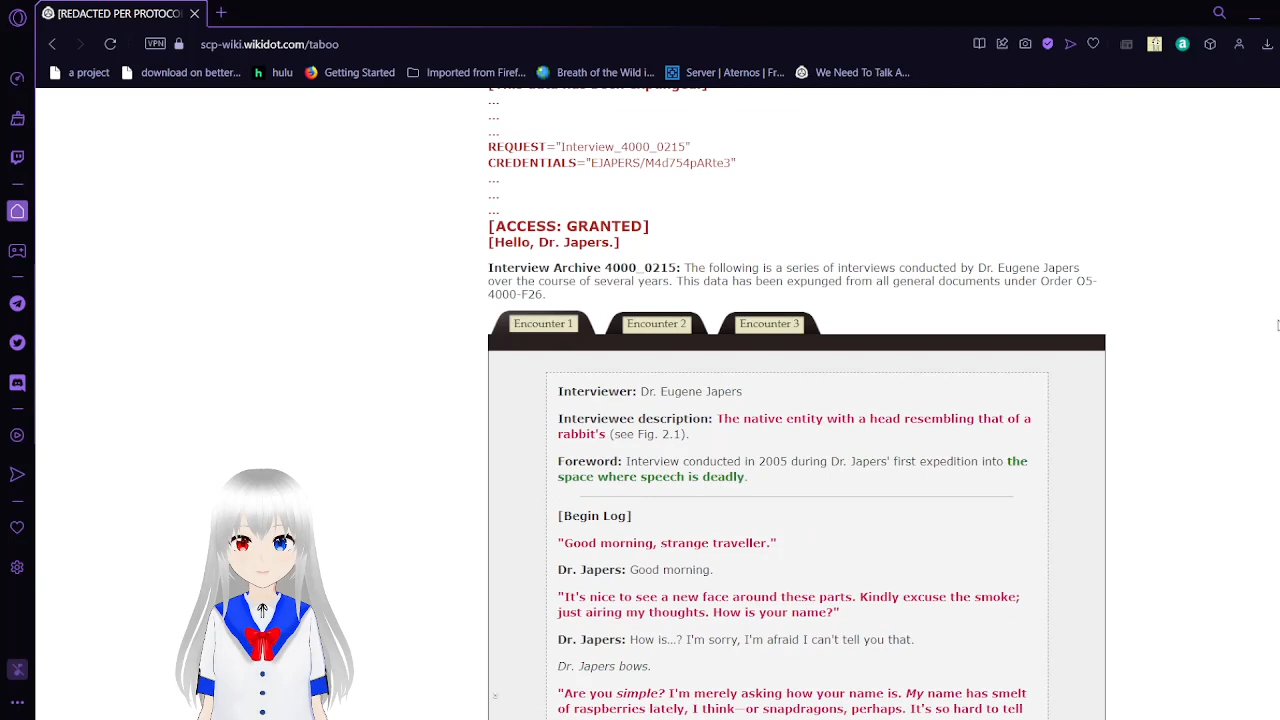 [REDACTED PER PROTOCO
scp-wiki.wikidot.com/taboo
VPN
a project
download on better...
hulu
Getting Started
Imported from Firef...
Breath of the Wild i...
Server | Aternos | Fr...
We Need To Talk A...
[This data has been expunged.]
...
...
...
REQUEST="Interview_4000_0215"
CREDENTIALS="EJAPERS/M4d754pARte3"
...
...
...
[ACCESS: GRANTED]
[Hello, Dr. Japers.]
Interview Archive 4000_0215: The following is a series of interviews conducted by Dr. Eugene Japers
over the course of several years. This data has been expunged from all general documents under Order O5-
4000-F26.
Encounter 1
Encounter 2
Encounter 3
Interviewer: Dr. Eugene Japers
Interviewee description: The native entity with a head resembling that of a
rabbit's (see Fig. 2.1).
Foreword: Interview conducted in 2005 during Dr. Japers' first expedition into the
space where speech is deadly.
[Begin Log]
"Good morning, strange traveller."
Dr. Japers: Good morning.
"It's nice to see a new face around these parts. Kindly excuse the smoke;
just airing my thoughts. How is your name?"
Dr. Japers: How is...? I'm sorry, I'm afraid I can't tell you that.
Dr. Japers bows.
"Are you simple? I'm merely asking how your name is. My name has smelt
of raspberries lately, I think—or snapdragons, perhaps. It's so hard to tell